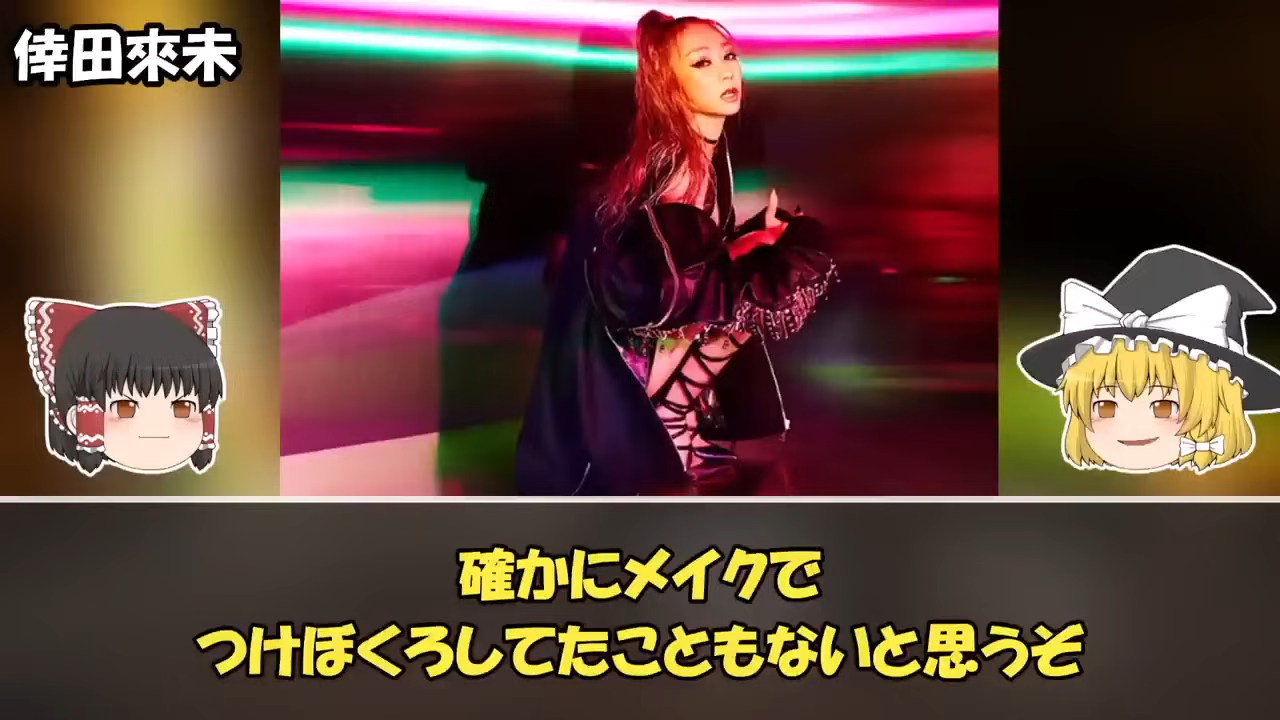 倖田來未
確かにメイクで
つけぼくろしてたこともないと思うぞ